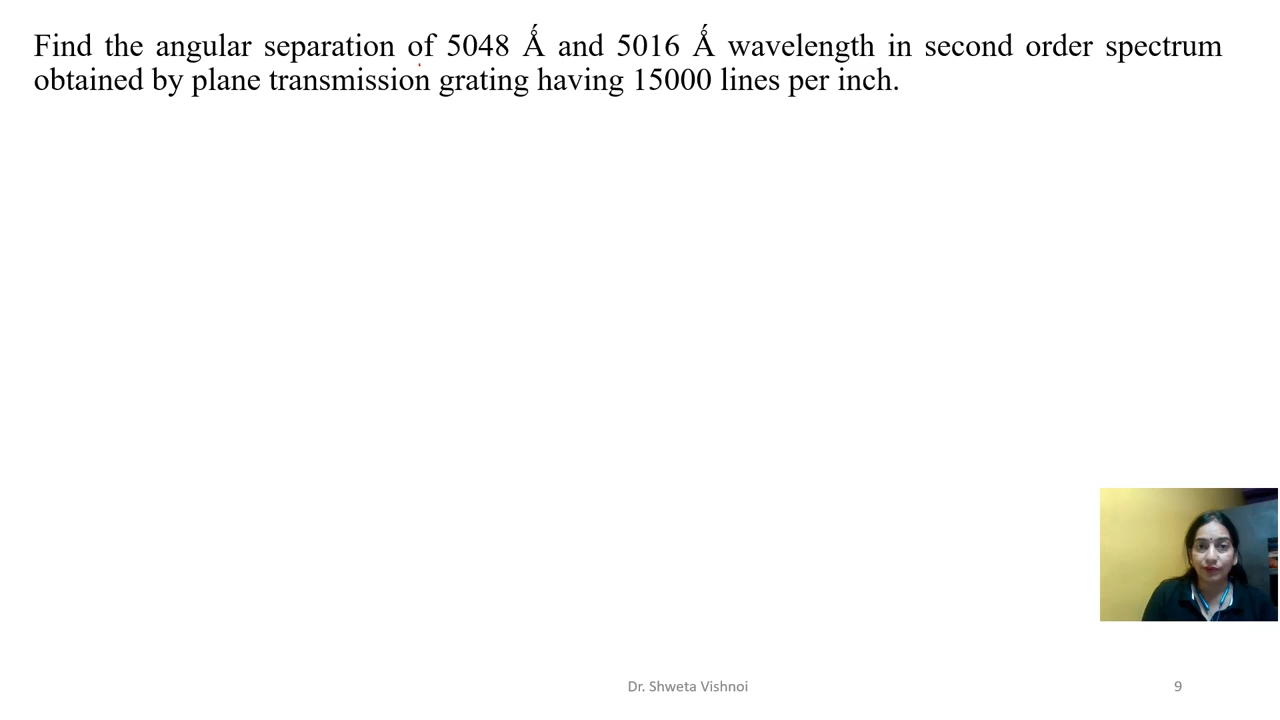 Find the angular separation of 5048 Ǻ and 5016 Ǻ wavelength in second order spectrum
obtained by plane transmission grating having 15000 lines per inch.
Dr. Shweta Vishnoi
9